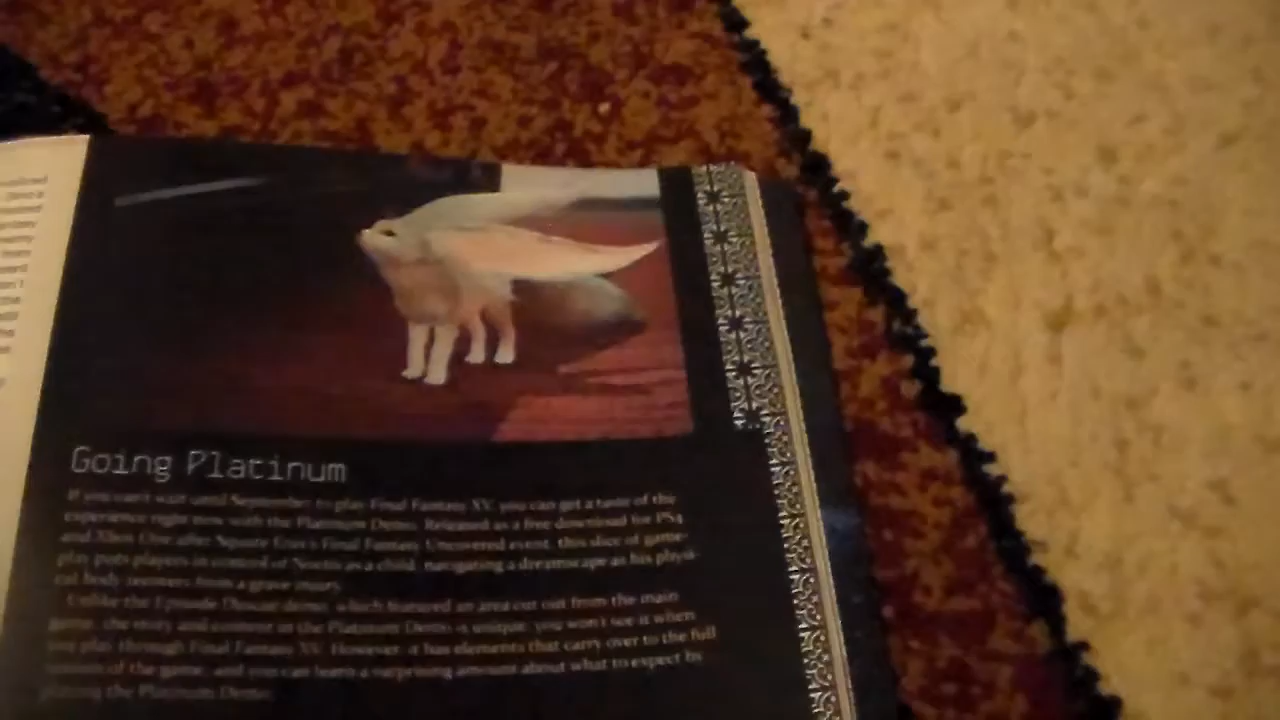 Going Platinum
If you can't wait until September to play Final Fantasy XV, you can get a taste of the
experience right now with the Platinum Demo. Released as a free download for PS4
and Xbox One after Square Enix's Final Fantasy Uncovered event, this slice of game-
play puts players in control of Noctis as a child, navigating a dreamscape as his physi-
cal body recovers from a grave injury.
Unlike the Episode Duscae demo, which featured an area cut out from the main
game, the story and content in the Platinum Demo is unique; you won't see it when
you play through Final Fantasy XV. However, it has elements that carry over to the full
version of the game, and you can learn a surprising amount about what to expect by
playing the Platinum Demo.